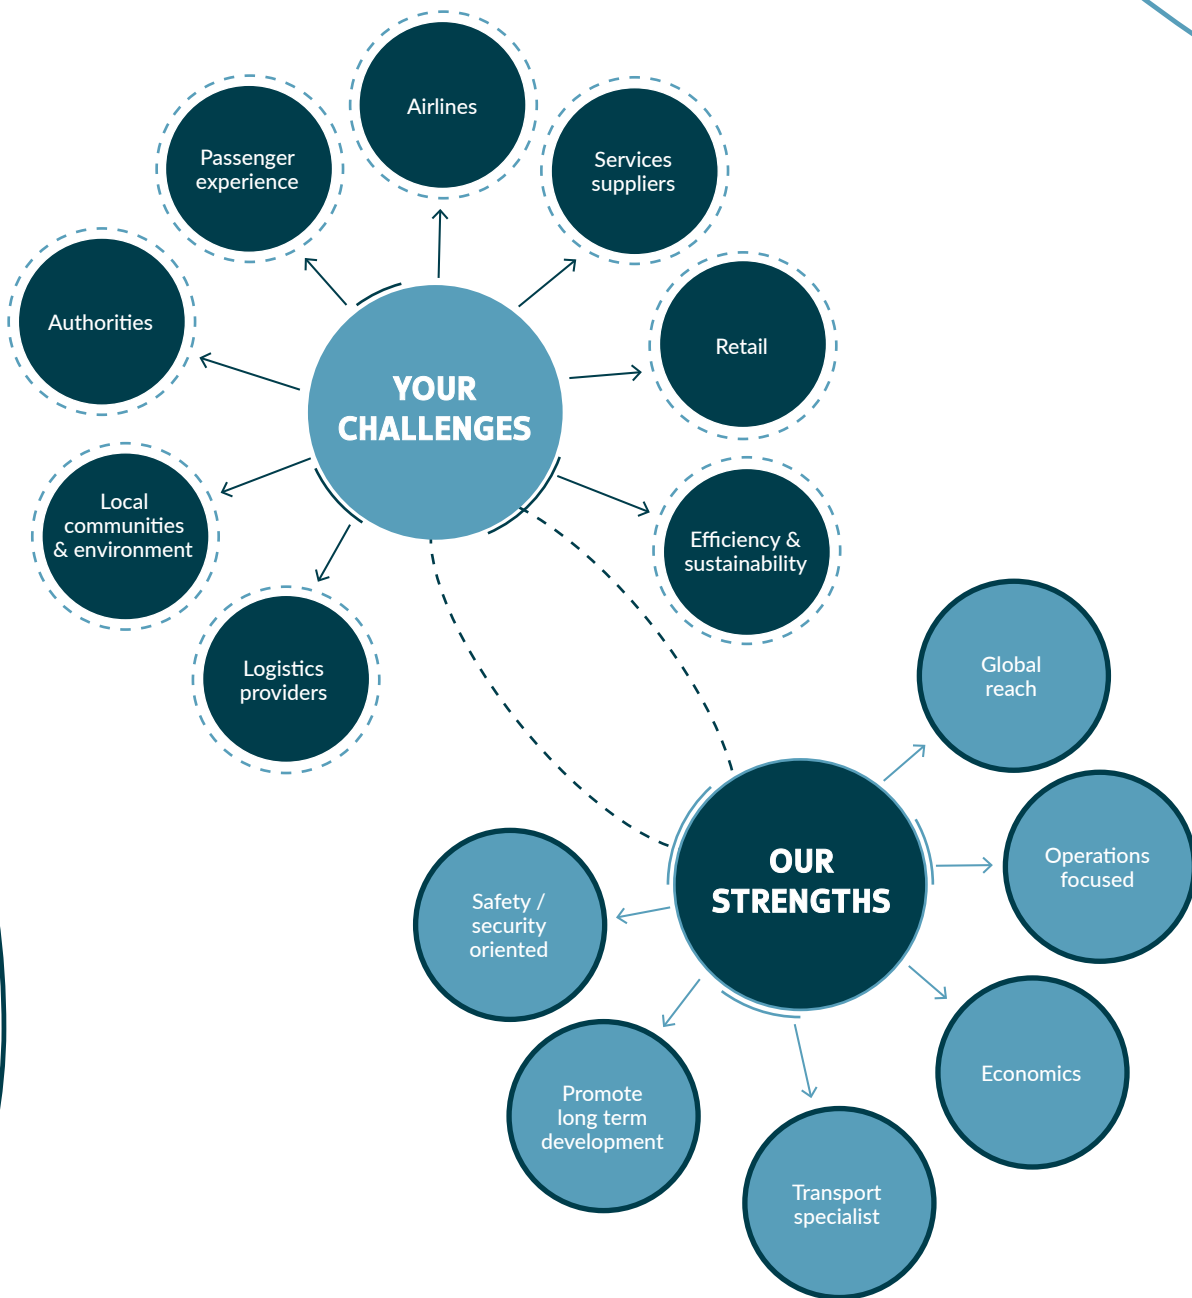 Airlines
Passenger
experience
Services
suppliers
Authorities
Retail
YOUR
CHALLENGES
Local
communities
& environment
Efficiency &
sustainability
Logistics
providers
Global
reach
OUR
STRENGTHS
Operations
focused
Safety /
security
oriented
Economics
Promote
long term
development
Transport
specialist